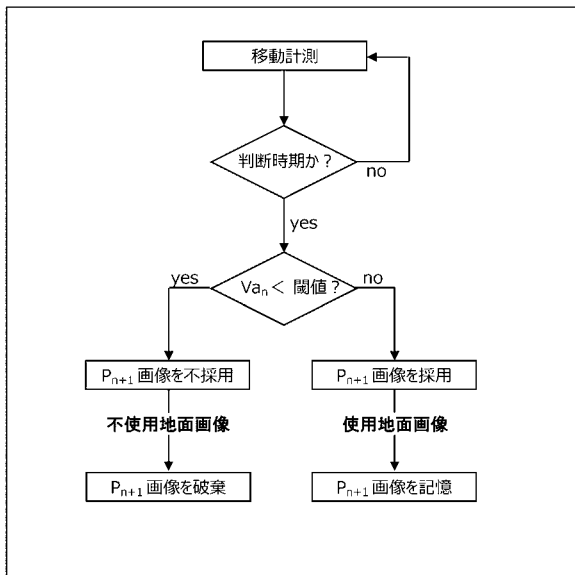 移動計測
判断時期か？
no
yes
yes
Vaₙ＜ 閾値？
no
Pₙ₊₁ 画像を不採用
Pₙ₊₁ 画像を採用
不使用地面画像
使用地面画像
Pₙ₊₁ 画像を破棄
Pₙ₊₁ 画像を記憶